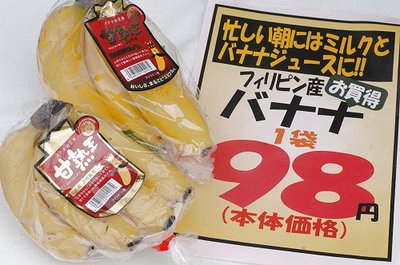 忙しい朝にはミルクと
バナナジュースに!!
フィリピン産
お買得
バナナ
1袋
98円
(本体価格)
甘熟王
甘熟王